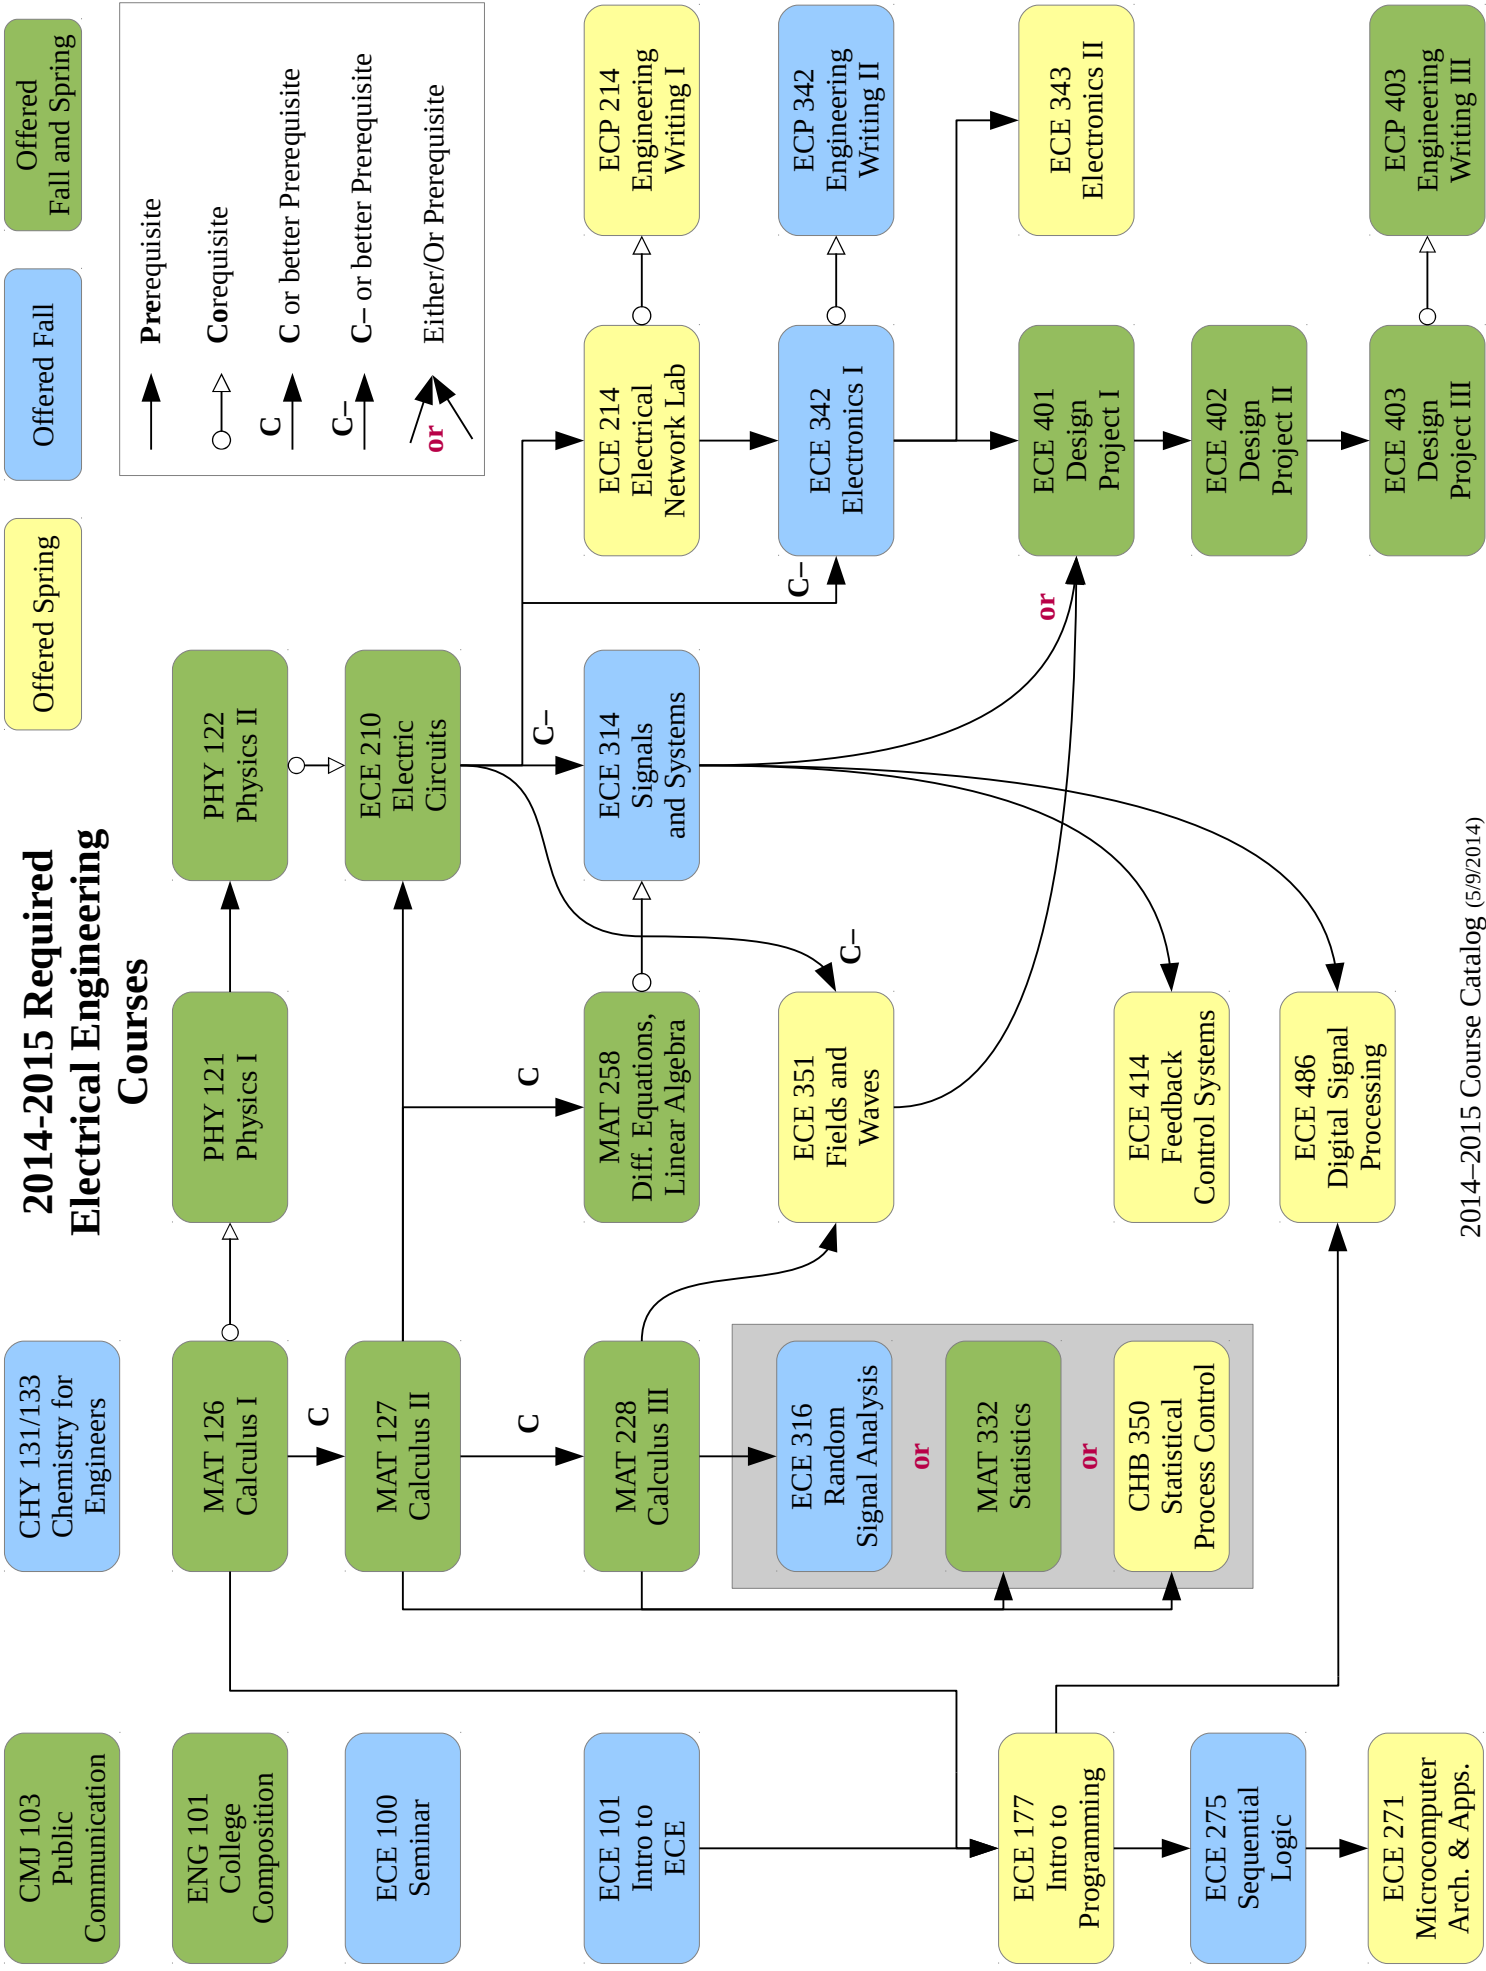 2014-2015 Required
Electrical Engineering
Courses
Offered Spring
Offered Fall
Offered
Fall and Spring
Prerequisite
Corequisite
C
C or better Prerequisite
C–
C– or better Prerequisite
or
Either/Or Prerequisite
CMJ 103
Public
Communication
ENG 101
College
Composition
ECE 100
Seminar
ECE 101
Intro to
ECE
ECE 177
Intro to
Programming
ECE 275
Sequential
Logic
ECE 271
Microcomputer
Arch. & Apps.
CHY 131/133
Chemistry for
Engineers
MAT 126
Calculus I
C
MAT 127
Calculus II
C
MAT 228
Calculus III
ECE 316
Random
Signal Analysis
or
MAT 332
Statistics
or
CHB 350
Statistical
Process Control
PHY 121
Physics I
C
MAT 258
Diff. Equations,
Linear Algebra
C–
ECE 351
Fields and
Waves
ECE 414
Feedback
Control Systems
ECE 486
Digital Signal
Processing
PHY 122
Physics II
ECE 210
Electric
Circuits
C–
ECE 314
Signals
and Systems
ECE 214
Electrical
Network Lab
C–
ECE 342
Electronics I
or
ECE 401
Design
Project I
ECE 402
Design
Project II
ECE 403
Design
Project III
ECP 214
Engineering
Writing I
ECP 342
Engineering
Writing II
ECE 343
Electronics II
ECP 403
Engineering
Writing III
2014–2015 Course Catalog (5/9/2014)